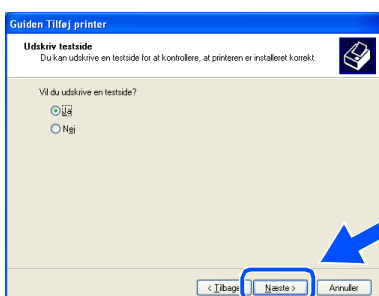 Guiden Tilføj printer
Udskriv testside
Du kan udskrive en testside for at kontrollere, at printeren er installeret korrekt.
Vil du udskrive en testside?
Ja
Nej
< Tilbage Næste > Annuller